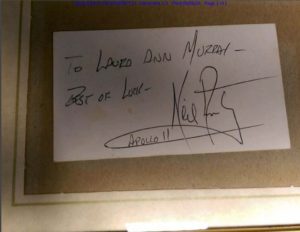 To LAURA ANN MURRAY –
BEST OF LUCK –
Neil
APOLLO 11